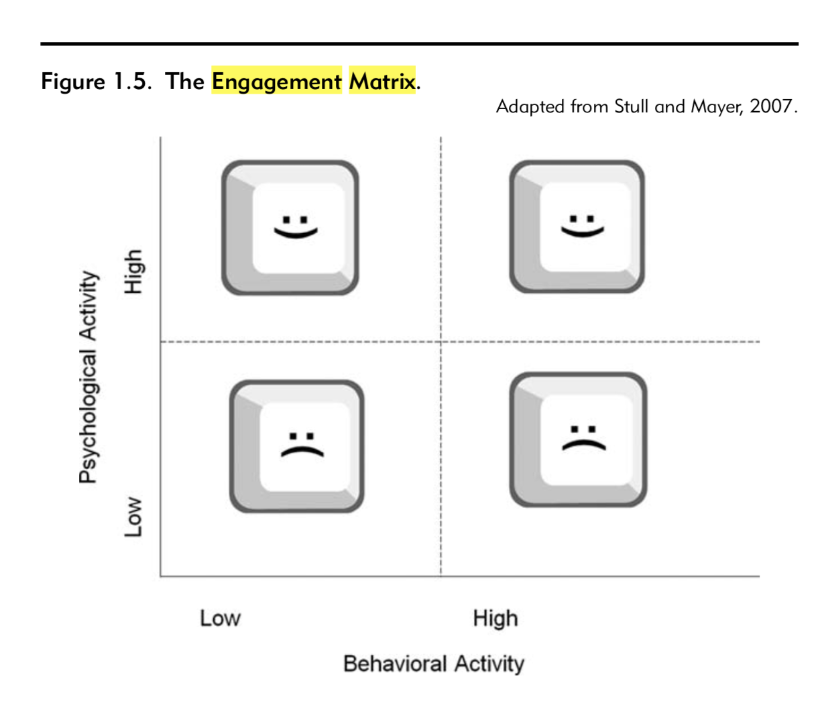 Figure 1.5. The Engagement Matrix.
Adapted from Stull and Mayer, 2007.
Psychological Activity
High
Low
Low High
Behavioral Activity